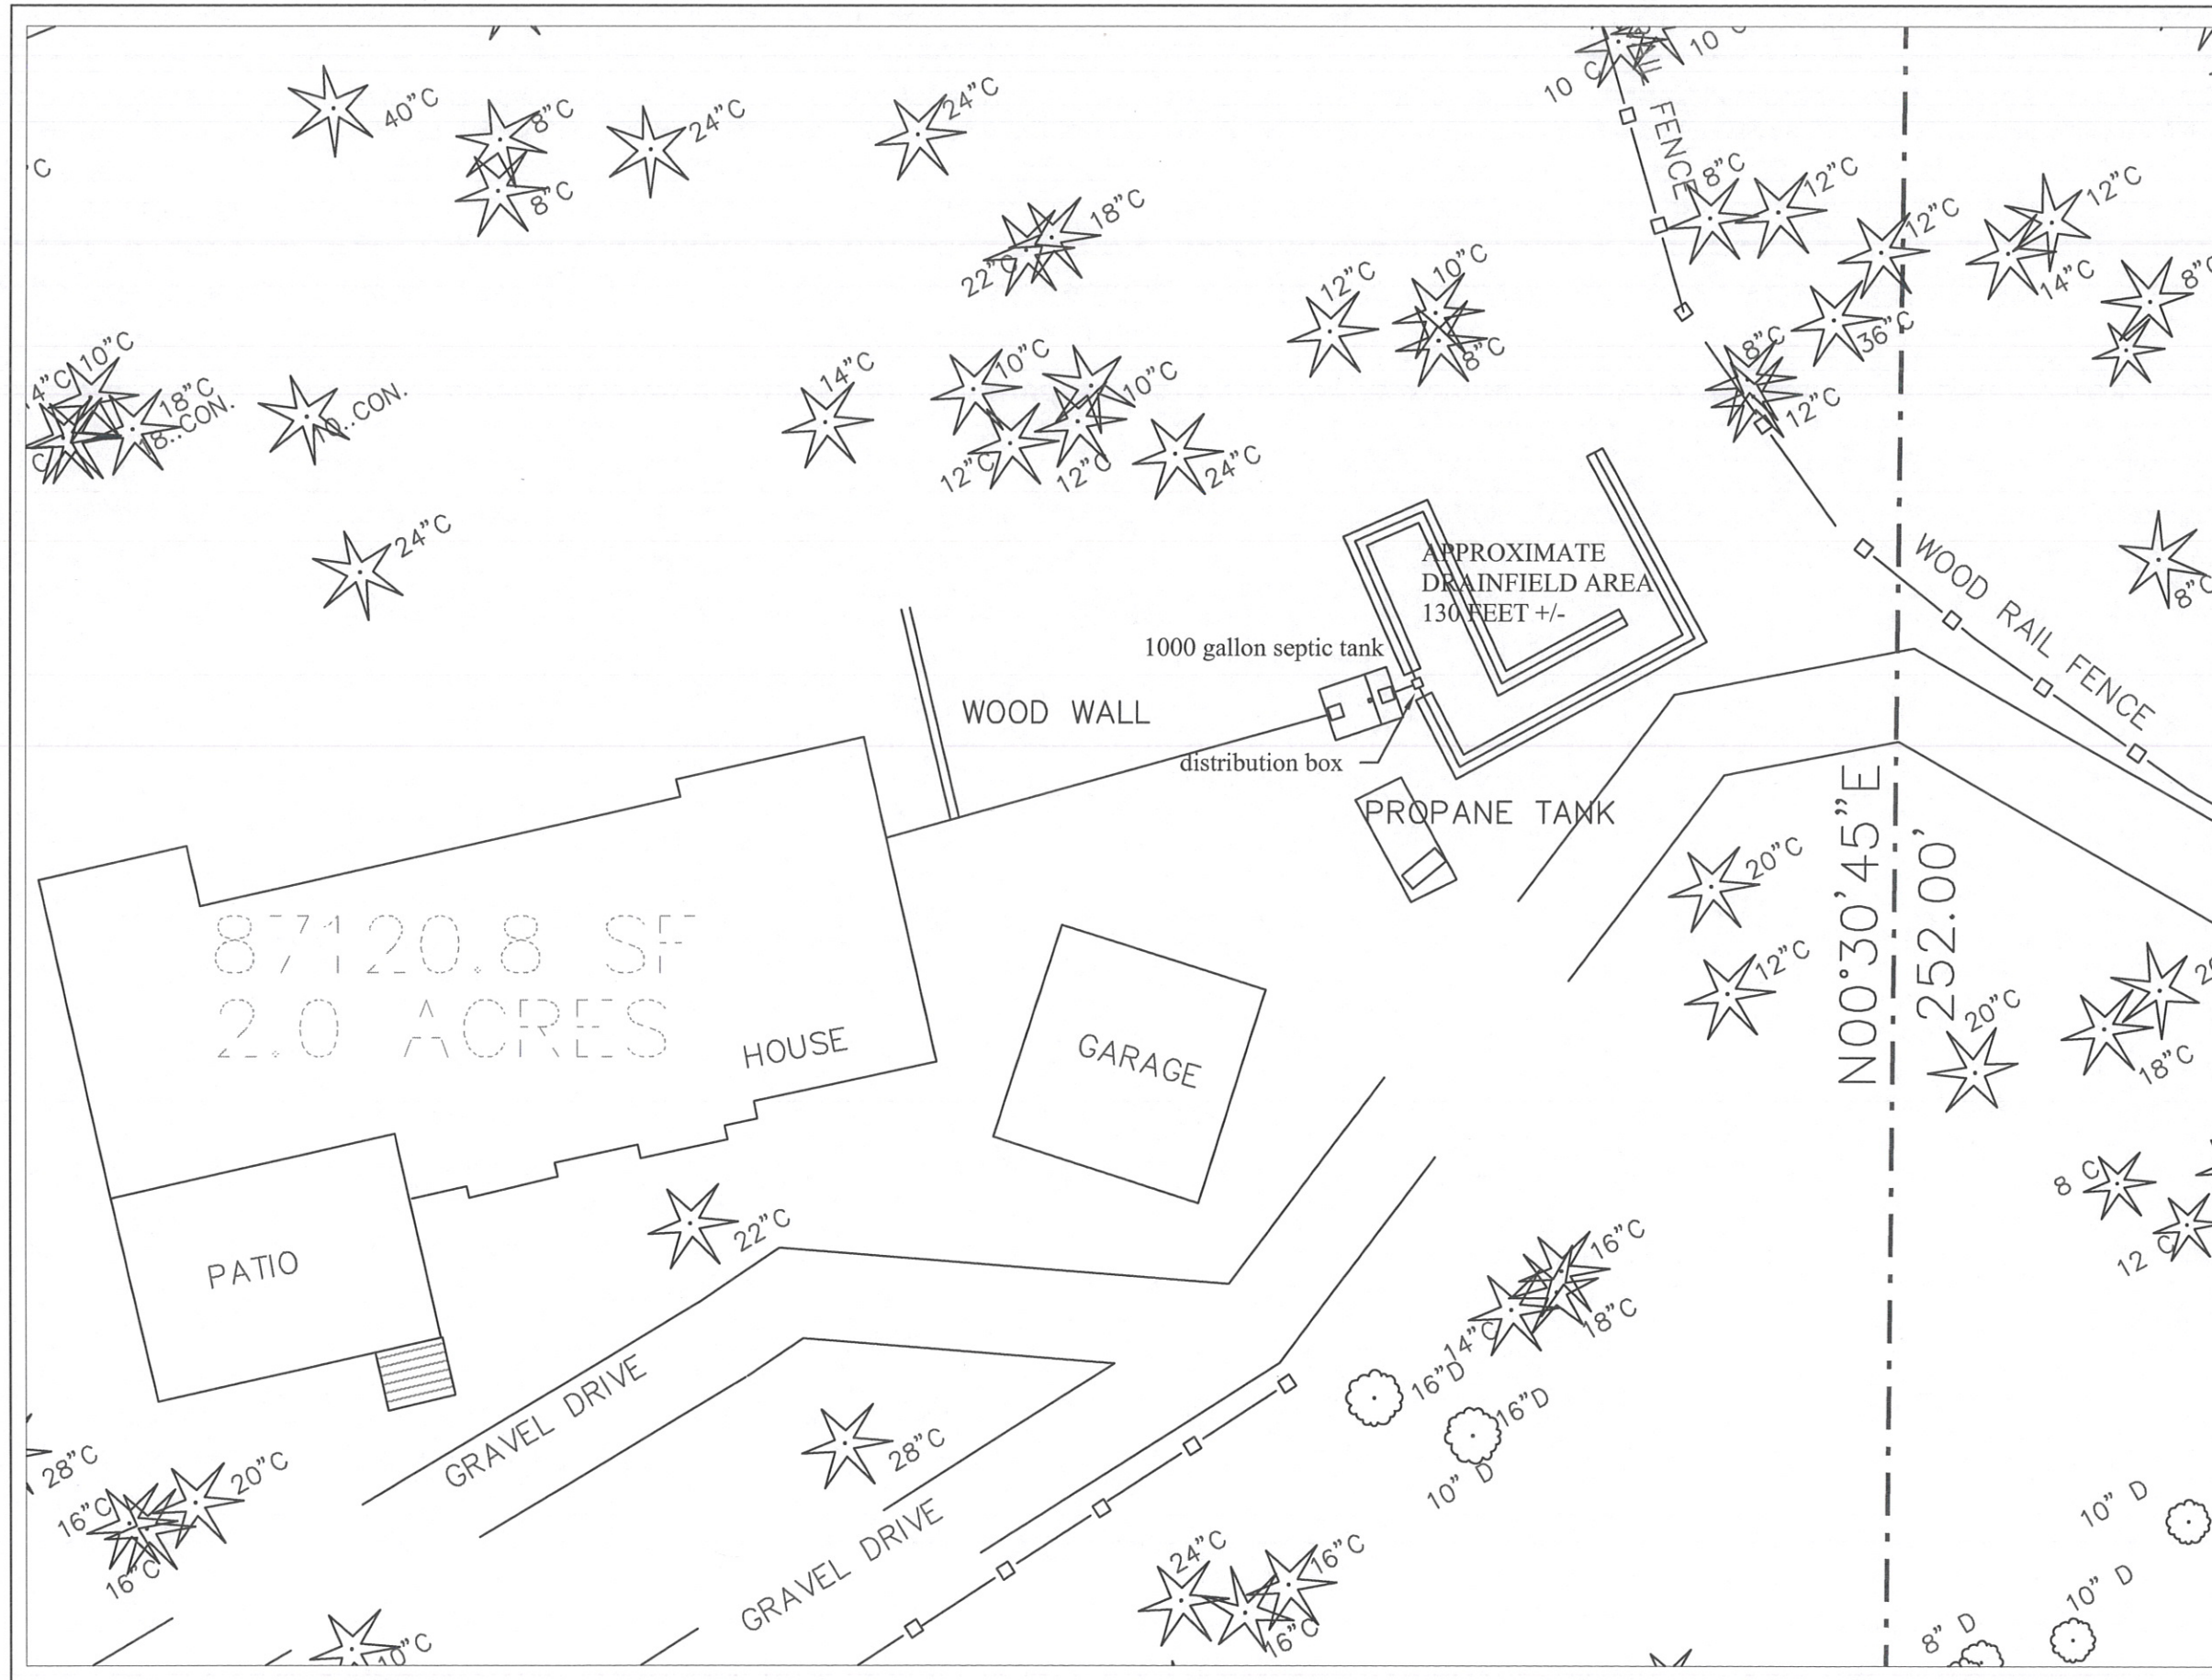 10 C
FENCE
40"C
8"C
8"C
24"C
24"C
18"C
22"C
8"C
12"C
12"C
12"C
14"C
8"C
36"C
12"C
10"C
8"C
8"C
12"C
10"C
18"C
18..CON.
14"C
10"C
10"C
12"C
12"C
24"C
24"C
APPROXIMATE
DRAINFIELD AREA
130 FEET +/-
WOOD RAIL FENCE
8"C
1000 gallon septic tank
WOOD WALL
distribution box
PROPANE TANK
N00°30'45"E
252.00'
20"C
12"C
20"C
18"C
87120.8 SF
2.0 ACRES
HOUSE
GARAGE
PATIO
22"C
8 C
12 C
16"C
18"C
14"C
16"D
16"D
10" D
GRAVEL DRIVE
28"C
28"C
20"C
16"C
16"C
GRAVEL DRIVE
10" D
10" D
8" D
24"C
16"C
16"C
10"C